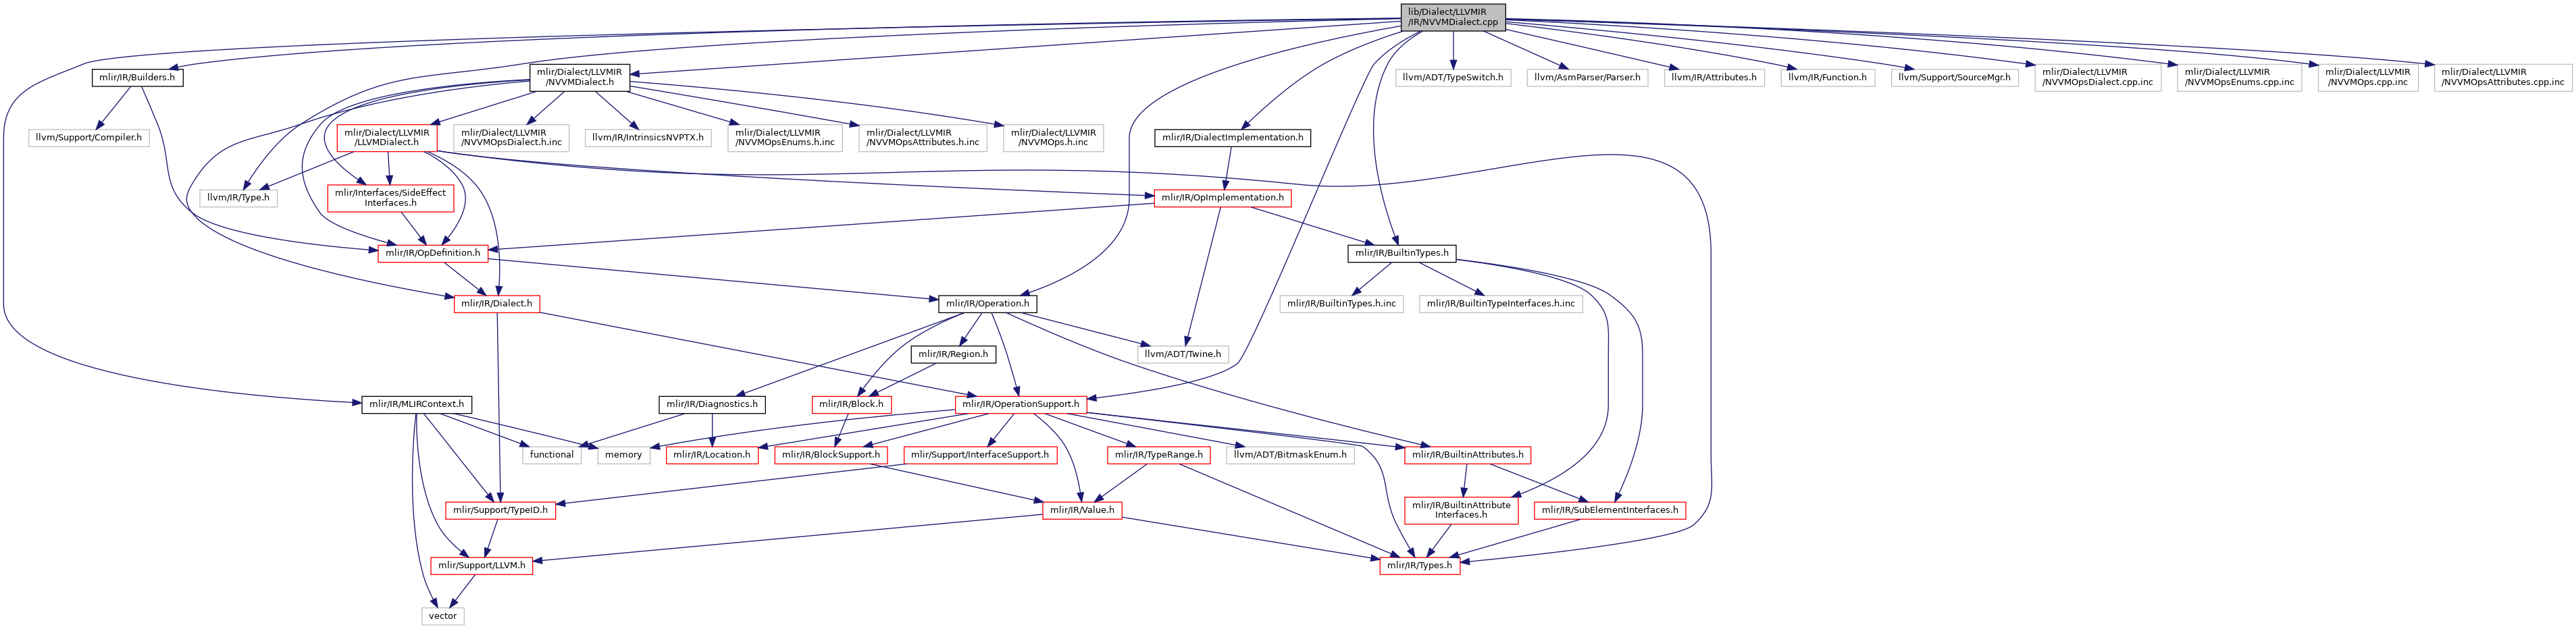 lib/Dialect/LLVMIR
/IR/NVVMDialect.cpp
mlir/IR/Builders.h
mlir/Dialect/LLVMIR
/NVVMDialect.h
llvm/ADT/TypeSwitch.h
llvm/AsmParser/Parser.h
llvm/IR/Attributes.h
llvm/IR/Function.h
llvm/Support/SourceMgr.h
mlir/Dialect/LLVMIR
/NVVMOpsDialect.cpp.inc
mlir/Dialect/LLVMIR
/NVVMOpsEnums.cpp.inc
mlir/Dialect/LLVMIR
/NVVMOps.cpp.inc
mlir/Dialect/LLVMIR
/NVVMOpsAttributes.cpp.inc
llvm/Support/Compiler.h
mlir/Dialect/LLVMIR
/LLVMDialect.h
mlir/Dialect/LLVMIR
/NVVMOpsDialect.h.inc
llvm/IR/IntrinsicsNVPTX.h
mlir/Dialect/LLVMIR
/NVVMOpsEnums.h.inc
mlir/Dialect/LLVMIR
/NVVMOpsAttributes.h.inc
mlir/Dialect/LLVMIR
/NVVMOps.h.inc
mlir/IR/DialectImplementation.h
llvm/IR/Type.h
mlir/Interfaces/SideEffect
Interfaces.h
mlir/IR/OpImplementation.h
mlir/IR/OpDefinition.h
mlir/IR/BuiltinTypes.h
mlir/IR/Dialect.h
mlir/IR/Operation.h
mlir/IR/BuiltinTypes.h.inc
mlir/IR/BuiltinTypeInterfaces.h.inc
mlir/IR/Region.h
llvm/ADT/Twine.h
mlir/IR/MLIRContext.h
mlir/IR/Diagnostics.h
mlir/IR/Block.h
mlir/IR/OperationSupport.h
functional
memory
mlir/IR/Location.h
mlir/IR/BlockSupport.h
mlir/Support/InterfaceSupport.h
mlir/IR/TypeRange.h
llvm/ADT/BitmaskEnum.h
mlir/IR/BuiltinAttributes.h
mlir/Support/TypeID.h
mlir/IR/Value.h
mlir/IR/BuiltinAttribute
Interfaces.h
mlir/IR/SubElementInterfaces.h
mlir/Support/LLVM.h
mlir/IR/Types.h
vector